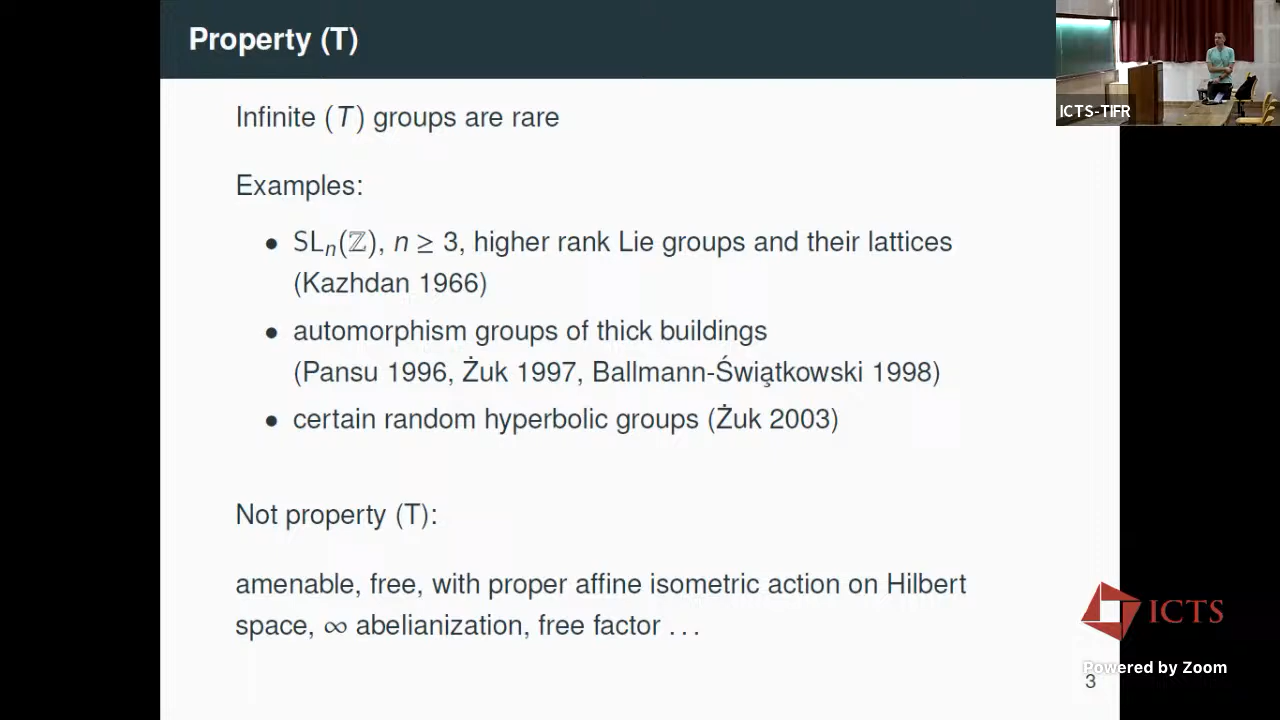 Property (T)
ICTS-TIFR
Infinite (T) groups are rare
Examples:
• SLₙ(ℤ), n ≥ 3, higher rank Lie groups and their lattices
(Kazhdan 1966)
• automorphism groups of thick buildings
(Pansu 1996, Żuk 1997, Ballmann-Świątkowski 1998)
• certain random hyperbolic groups (Żuk 2003)
Not property (T):
amenable, free, with proper affine isometric action on Hilbert
space, ∞ abelianization, free factor ...
ICTS
Powered by Zoom
3